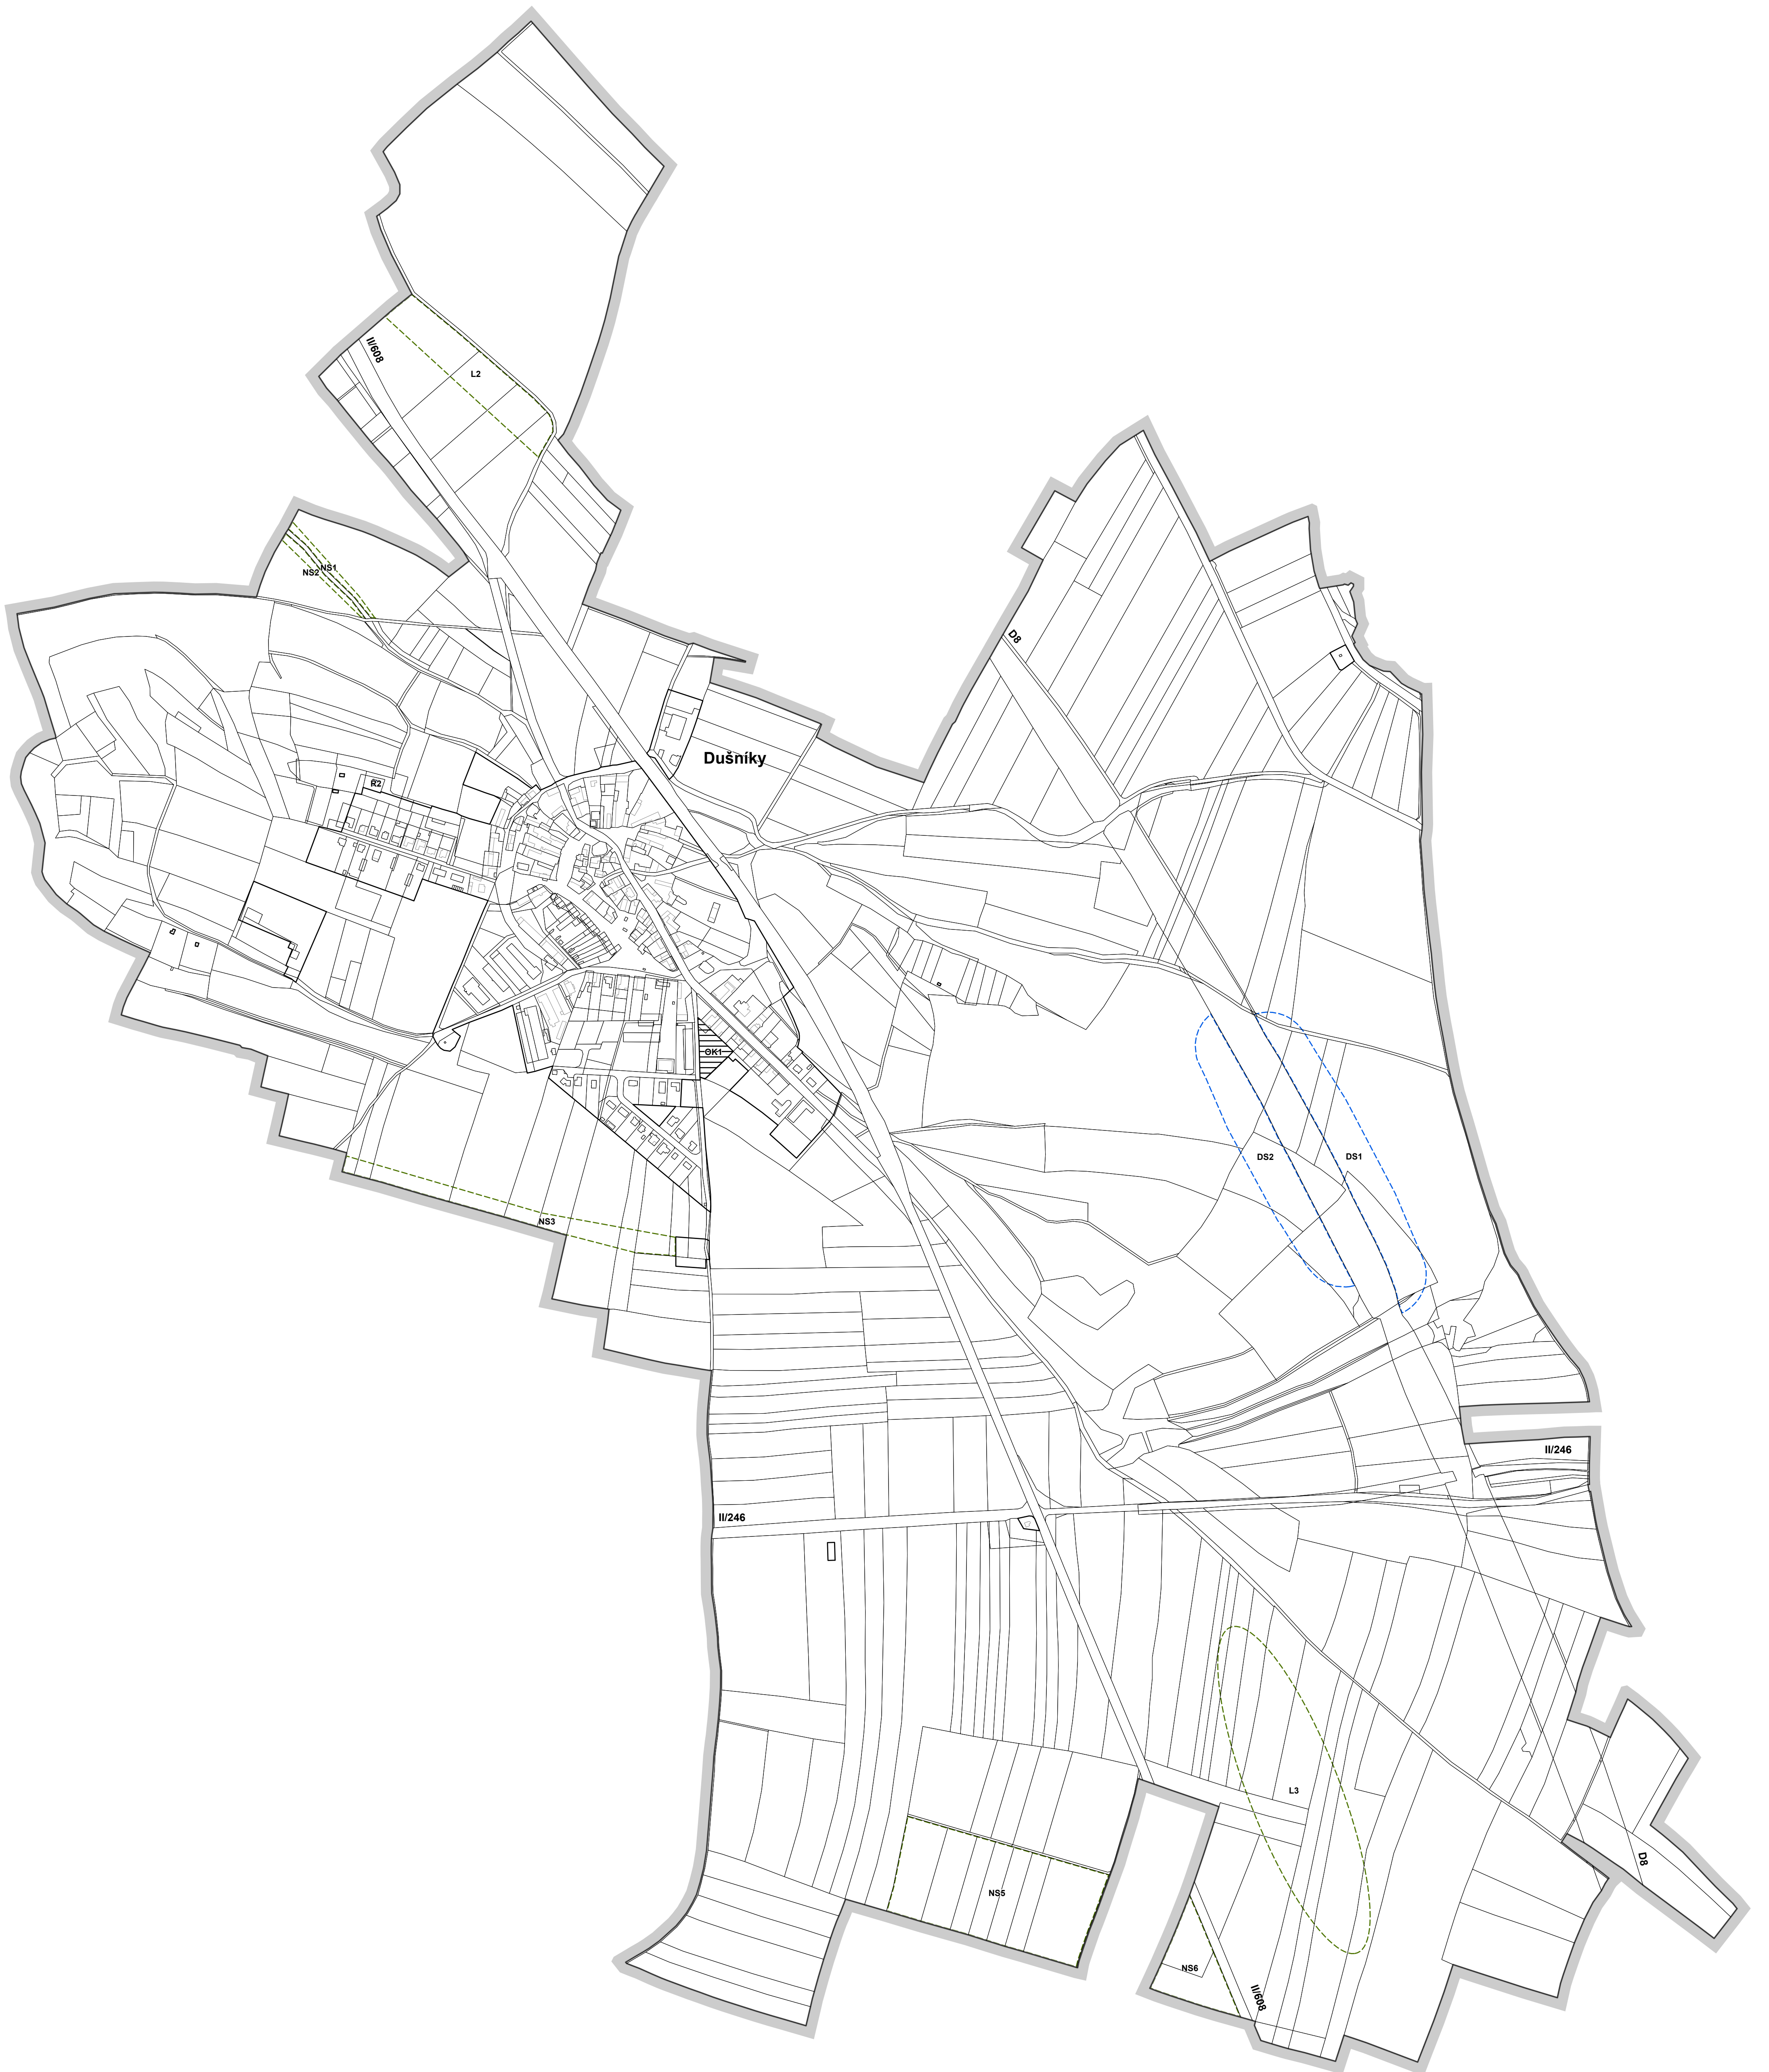 II/608
L2
NS1
NS2
D8
Dušníky
R2
OK1
DS2
DS1
NS3
II/246
II/246
L3
D8
NS5
NS6
II/608